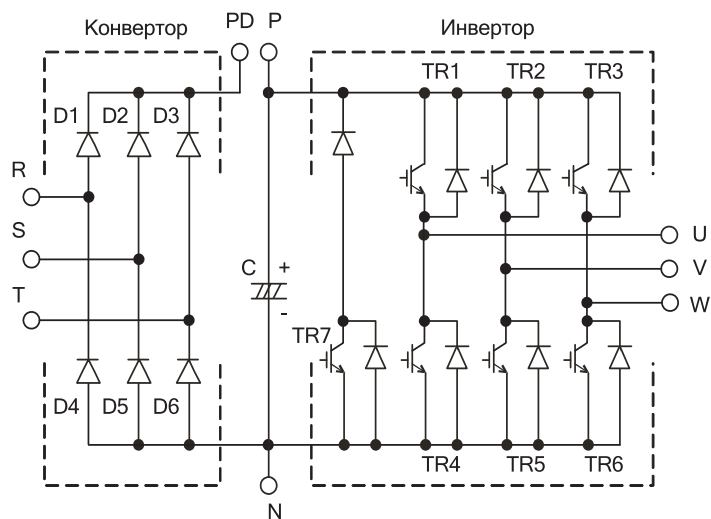 Конвертор PD P Инвертор
TR1 TR2 TR3
D1 D2 D3
R
S
T
U
V
W
C +
-
TR7
D4 D5 D6
TR4 TR5 TR6
N